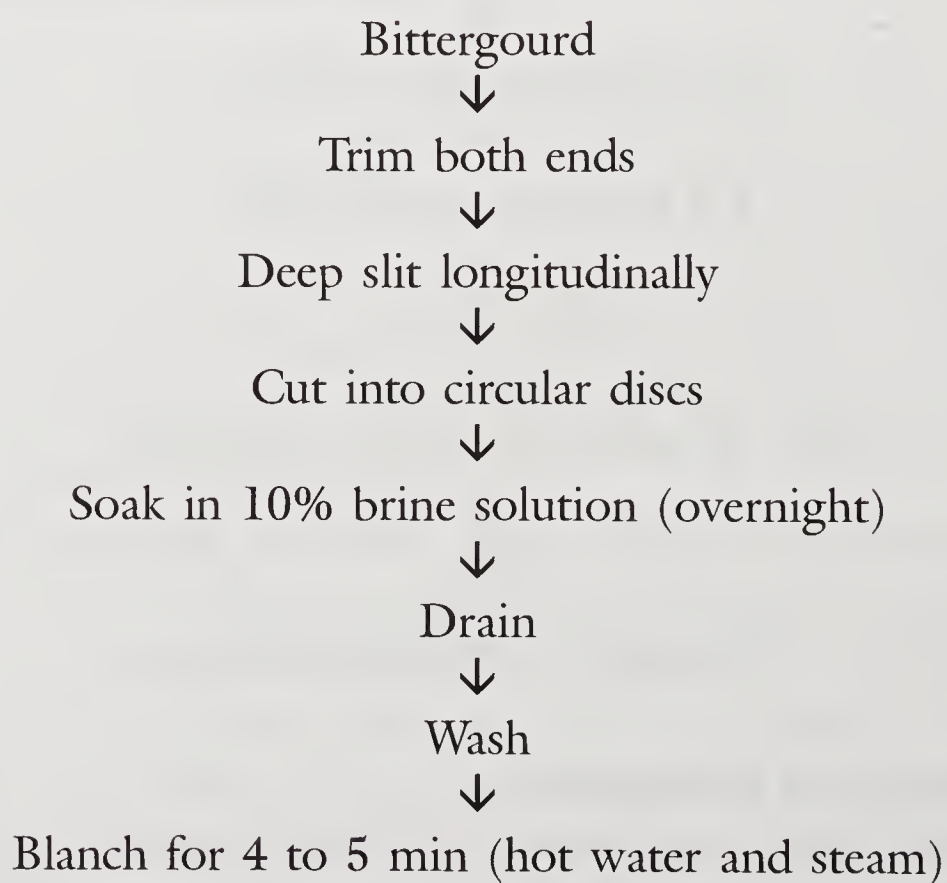 Bittergourd
↓
Trim both ends
↓
Deep slit longitudinally
↓
Cut into circular discs
↓
Soak in 10% brine solution (overnight)
↓
Drain
↓
Wash
↓
Blanch for 4 to 5 min (hot water and steam)